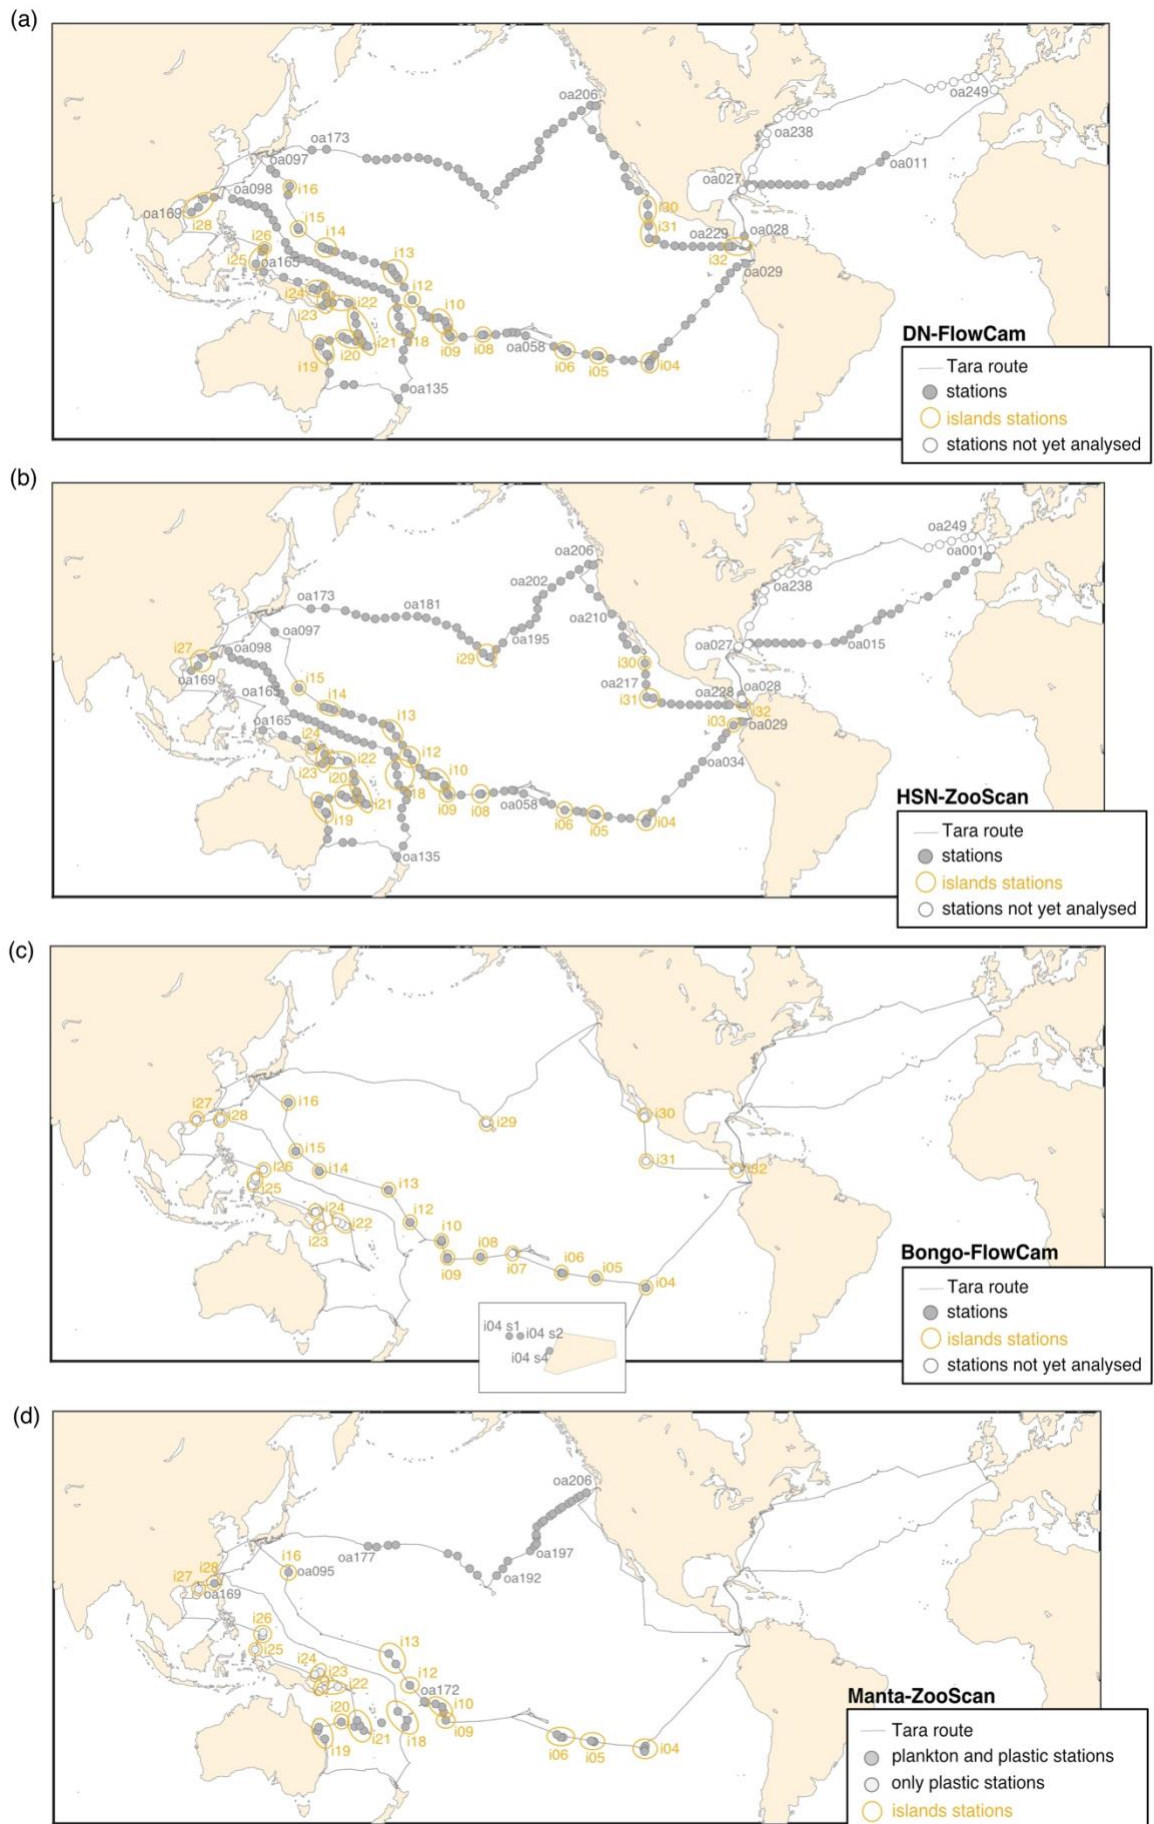 (a)
oa206
oa249
oa238
oa173
oa097
oa011
oa098
i16
oa027
i30
oa169
i28
i15
i31
oa229
oa028
i26
i14
i13
i32
i25
oa165
oa029
i12
i24
i22
i10
i23
i18
i09
i08
oa058
i20
i21
i06
i05
i04
i19
oa135
DN-FlowCam
Tara route
stations
islands stations
stations not yet analysed
(b)
oa249
oa206
oa001
oa202
oa238
oa173
oa181
oa210
oa097
oa195
oa027
oa015
i27
oa098
i29
i30
oa169
i15
oa217
oa228
oa028
oa165
i14
i31
i32
oa165
i13
i03
oa029
i24
i12
i22
oa034
i23
i20
i10
i18
i09
i08
oa058
i21
i06
i05
i04
i19
oa135
HSN-ZooScan
Tara route
stations
islands stations
stations not yet analysed
(c)
i27
i28
i16
i29
i30
i15
i31
i26
i14
i32
i25
i13
i24
i12
i22
i23
i10
i08
i09
i07
i06
i05
i04
Bongo-FlowCam
Tara route
stations
islands stations
stations not yet analysed
i04 s1
i04 s2
i04 s4
(d)
oa206
oa177
oa197
i16
oa095
oa192
i28
i27
oa169
i26
i25
i13
i24
i23
i12
i22
oa172
i10
i20
i09
i21
i18
i19
i06
i05
i04
Manta-ZooScan
Tara route
plankton and plastic stations
only plastic stations
islands stations